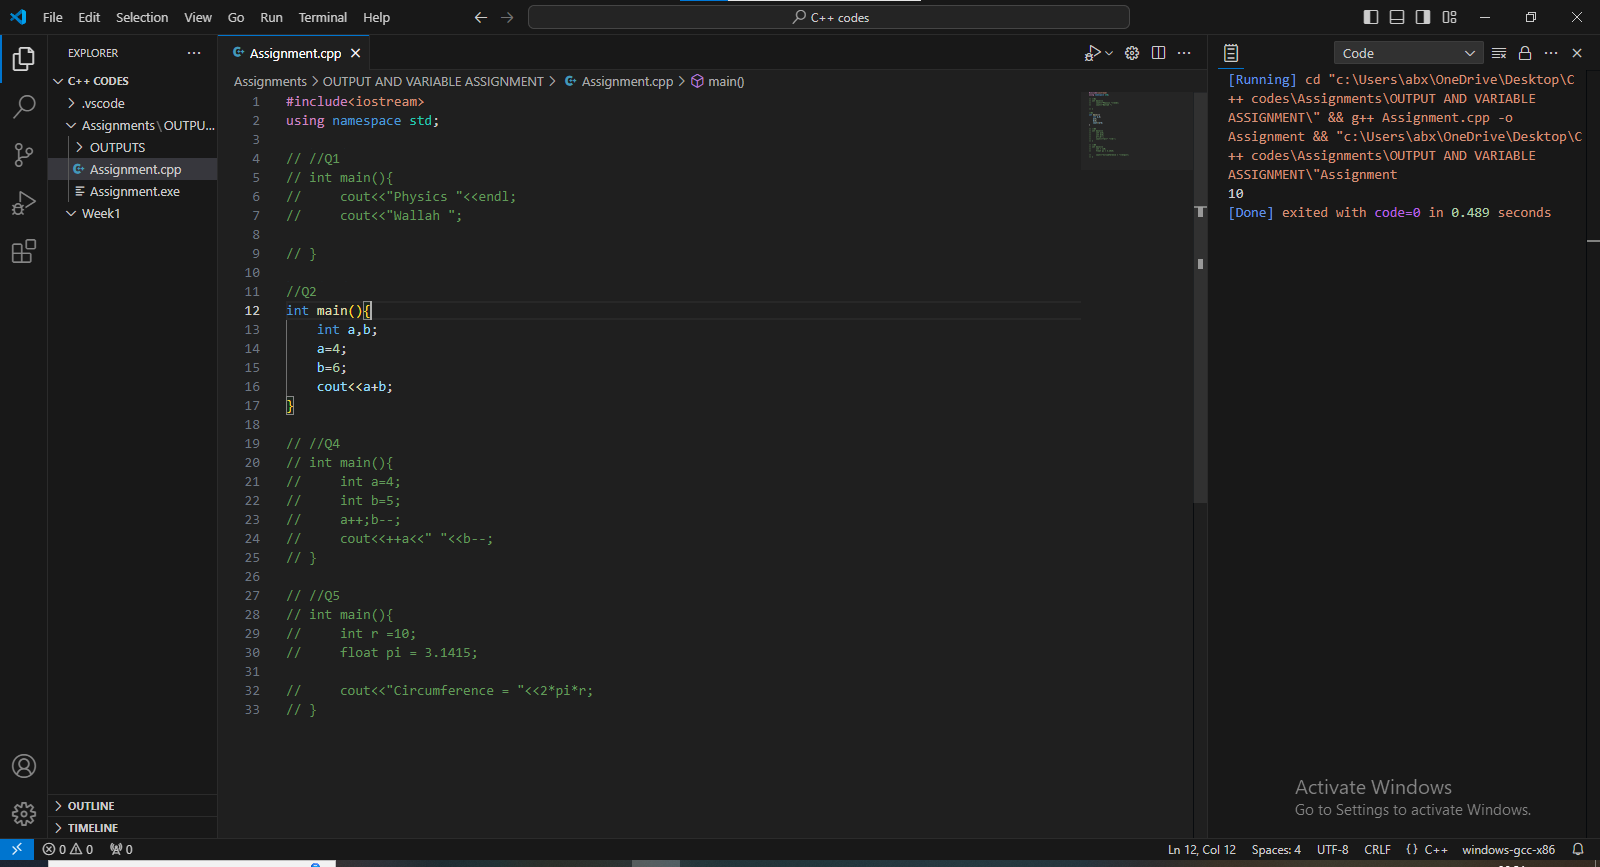 File Edit Selection View Go Run Terminal Help
C++ codes
EXPLORER
C++ CODES
.vscode
Assignments\OUTPU...
OUTPUTS
Assignment.cpp
Assignment.exe
Week1
OUTLINE
TIMELINE
Assignment.cpp
Assignments > OUTPUT AND VARIABLE ASSIGNMENT > Assignment.cpp > main()
1 #include<iostream>
2 using namespace std;
3
4 // //Q1
5 // int main(){
6 //     cout<<"Physics "<<endl;
7 //     cout<<"Wallah ";
8
9 // }
10
11 //Q2
12 int main(){
13     int a,b;
14     a=4;
15     b=6;
16     cout<<a+b;
17 }
18
19 // //Q4
20 // int main(){
21 //     int a=4;
22 //     int b=5;
23 //     a++;b--;
24 //     cout<<++a<<" "<<b--;
25 // }
26
27 // //Q5
28 // int main(){
29 //     int r =10;
30 //     float pi = 3.1415;
31
32 //     cout<<"Circumference = "<<2*pi*r;
33 // }
Code
[Running] cd "c:\Users\abx\OneDrive\Desktop\C
++ codes\Assignments\OUTPUT AND VARIABLE
ASSIGNMENT\" && g++ Assignment.cpp -o
Assignment && "c:\Users\abx\OneDrive\Desktop\C
++ codes\Assignments\OUTPUT AND VARIABLE
ASSIGNMENT\"Assignment
10
[Done] exited with code=0 in 0.489 seconds
Activate Windows
Go to Settings to activate Windows.
0 0 0 Ln 12, Col 12 Spaces: 4 UTF-8 CRLF {} C++ windows-gcc-x86